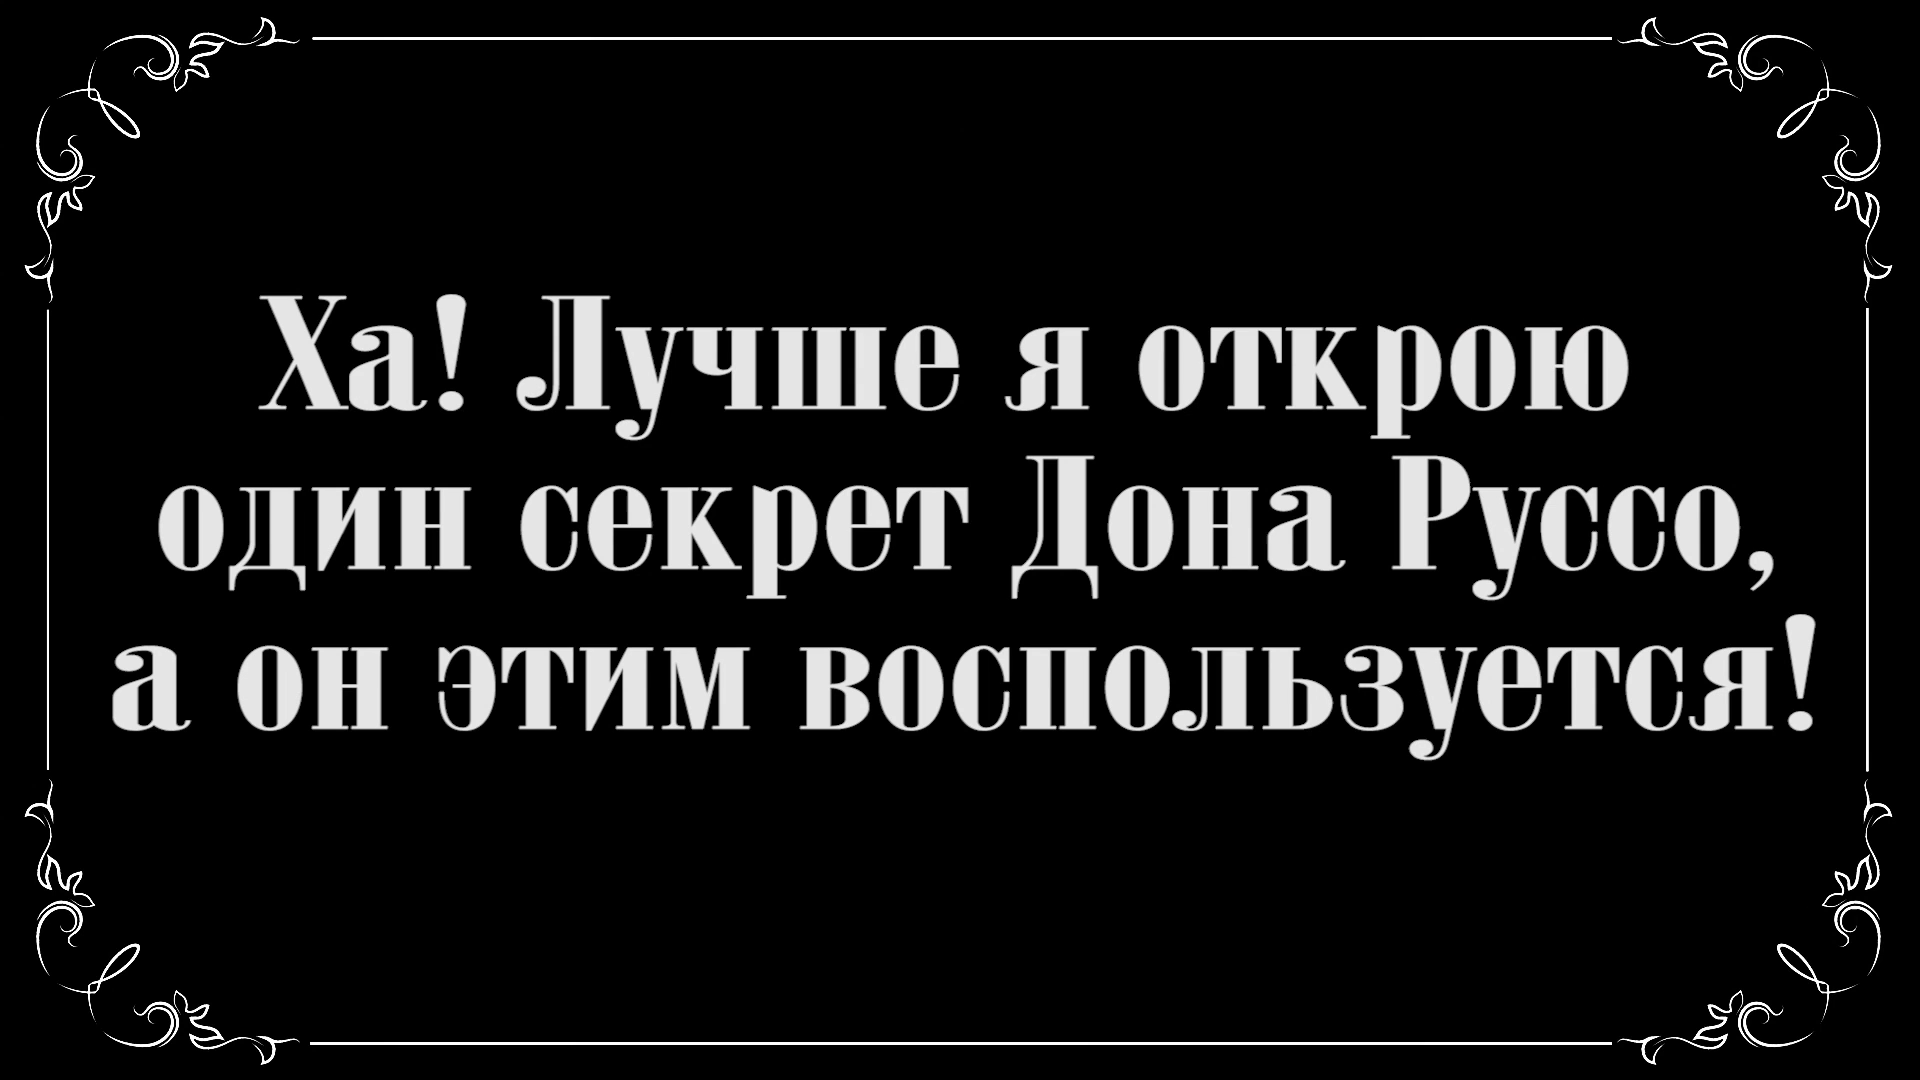 Ха! Лучше я открою
один секрет Дона Руссо,
а он этим воспользуется!